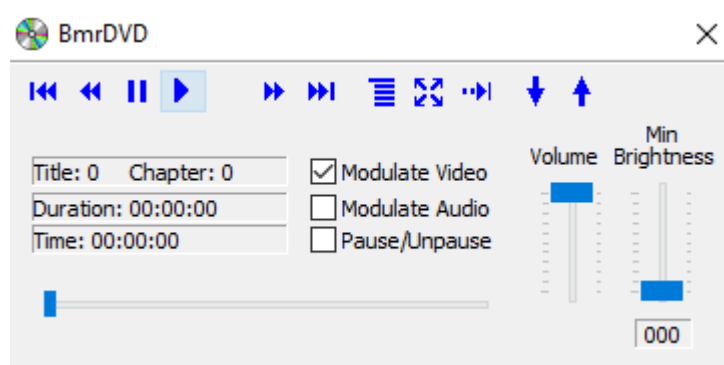 BmrDVD
Title: 0 Chapter: 0
Duration: 00:00:00
Time: 00:00:00
Modulate Video
Modulate Audio
Pause/Unpause
Volume
Min
Brightness
000